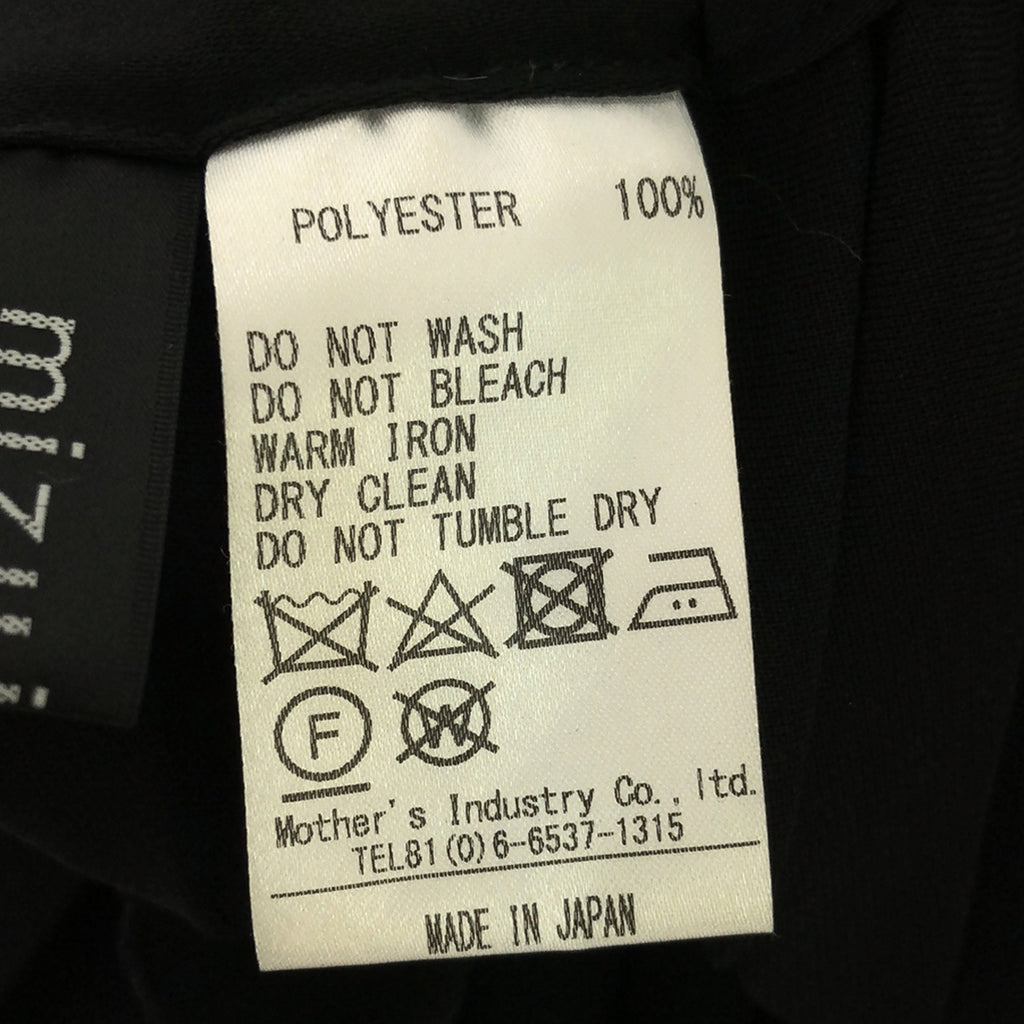 POLYESTER 100%
DO NOT WASH
DO NOT BLEACH
WARM IRON
DRY CLEAN
DO NOT TUMBLE DRY
F W
Mother's Industry Co., ltd.
TEL81(0)6-6537-1315
MADE IN JAPAN